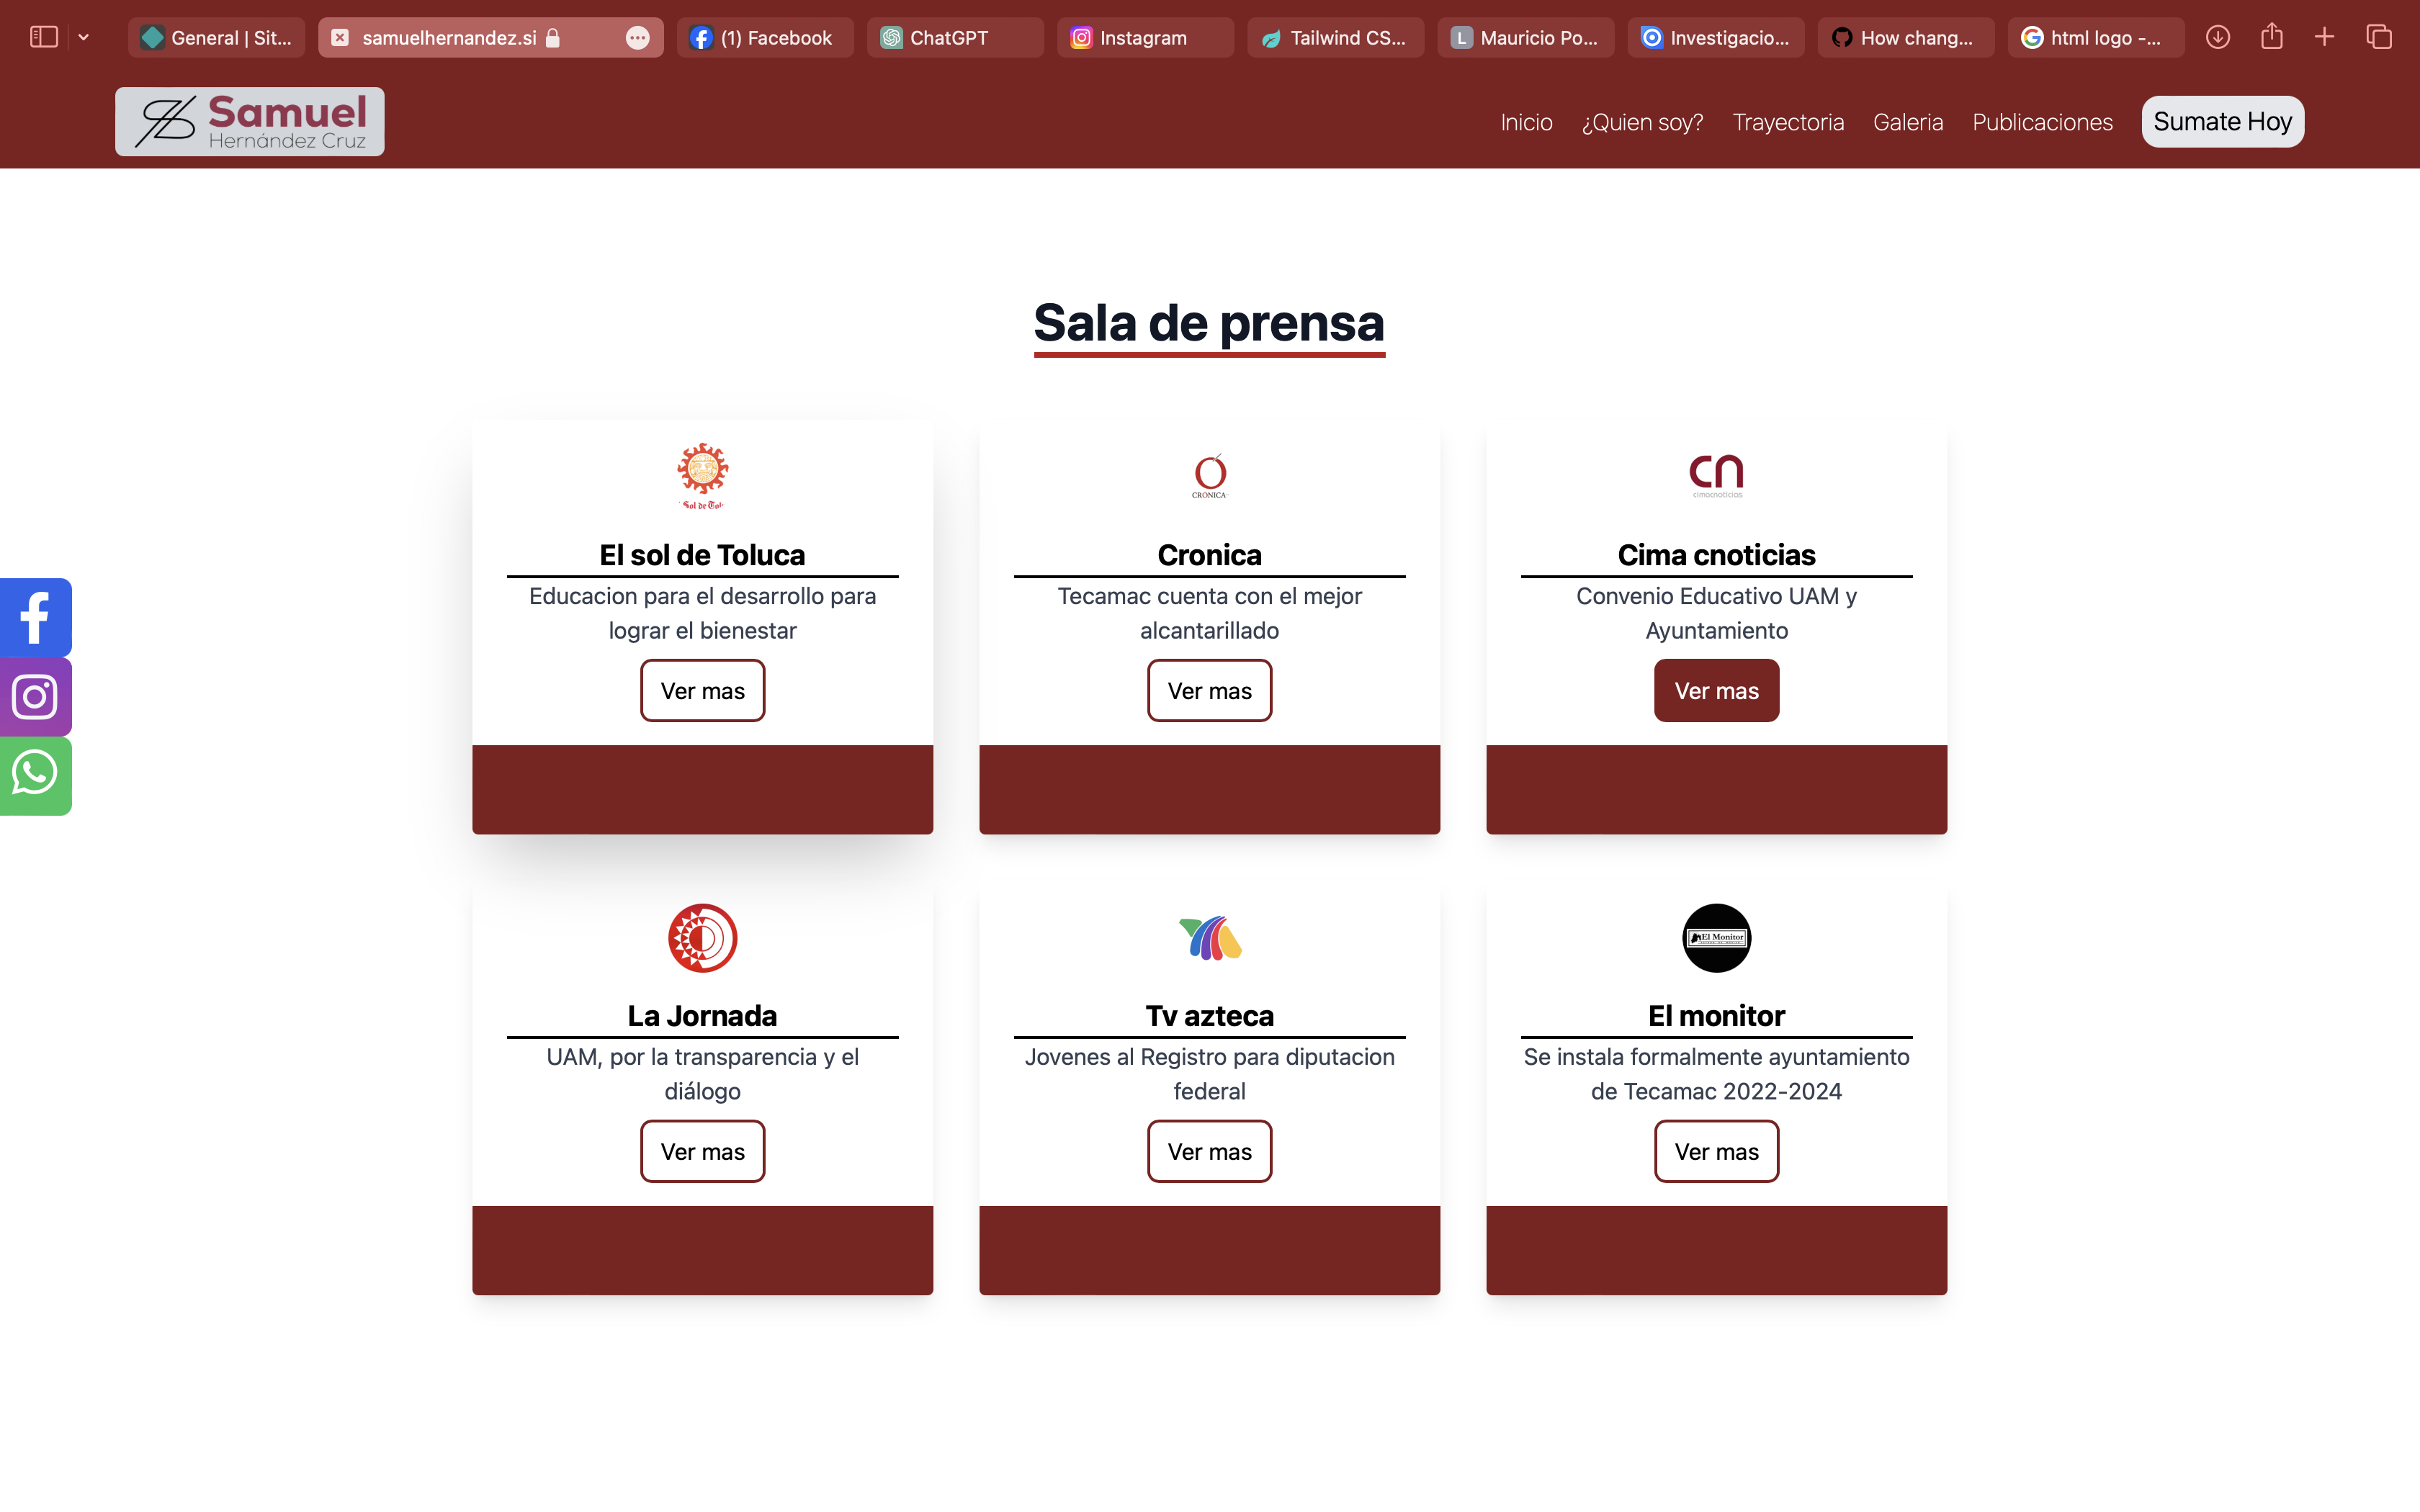 General | Sit...
samuelhernandez.si
(1) Facebook
ChatGPT
Instagram
Tailwind CS...
L Mauricio Po...
Investigacio...
How chang...
html logo -...
Samuel
Hernández Cruz
Inicio
¿Quien soy?
Trayectoria
Galeria
Publicaciones
Sumate Hoy
Sala de prensa
Sol de Tol
El sol de Toluca
Educacion para el desarrollo para
lograr el bienestar
Ver mas
CRONICA
Cronica
Tecamac cuenta con el mejor
alcantarillado
Ver mas
cn
cimacnoticias
Cima cnoticias
Convenio Educativo UAM y
Ayuntamiento
Ver mas
La Jornada
UAM, por la transparencia y el
diálogo
Ver mas
Tv azteca
Jovenes al Registro para diputacion
federal
Ver mas
El Monitor
El monitor
Se instala formalmente ayuntamiento
de Tecamac 2022-2024
Ver mas